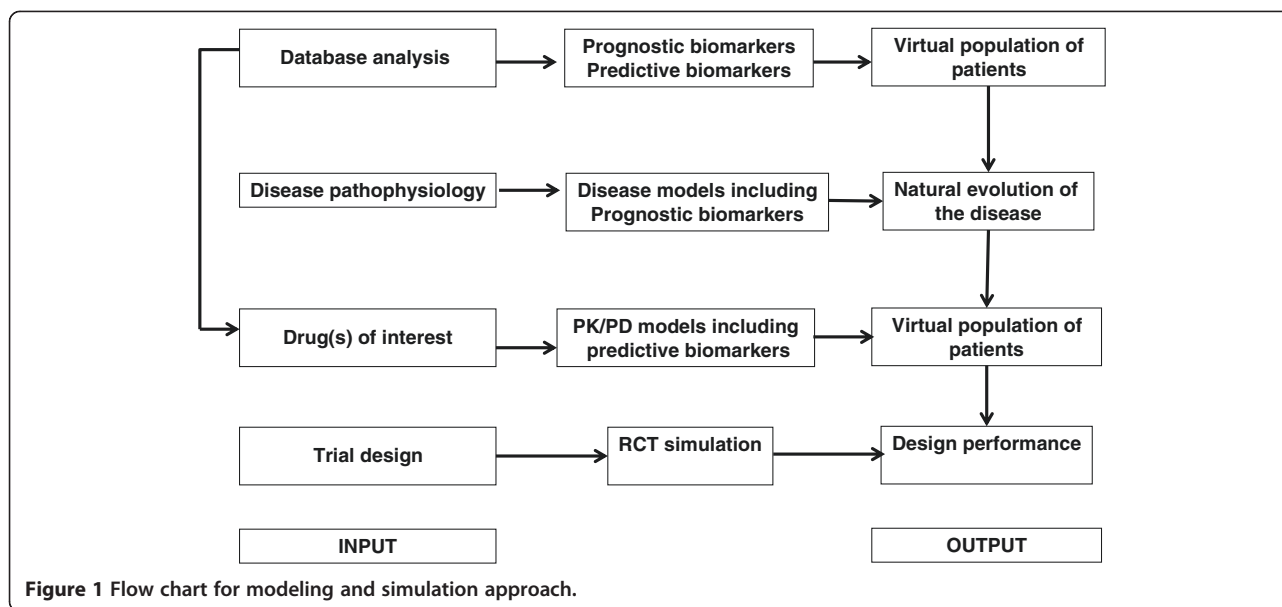 Database analysis
Prognostic biomarkers
Predictive biomarkers
Virtual population of
patients
Disease pathophysiology
Disease models including
Prognostic biomarkers
Natural evolution of
the disease
Drug(s) of interest
PK/PD models including
predictive biomarkers
Virtual population of
patients
Trial design
RCT simulation
Design performance
INPUT
OUTPUT
Figure 1 Flow chart for modeling and simulation approach.